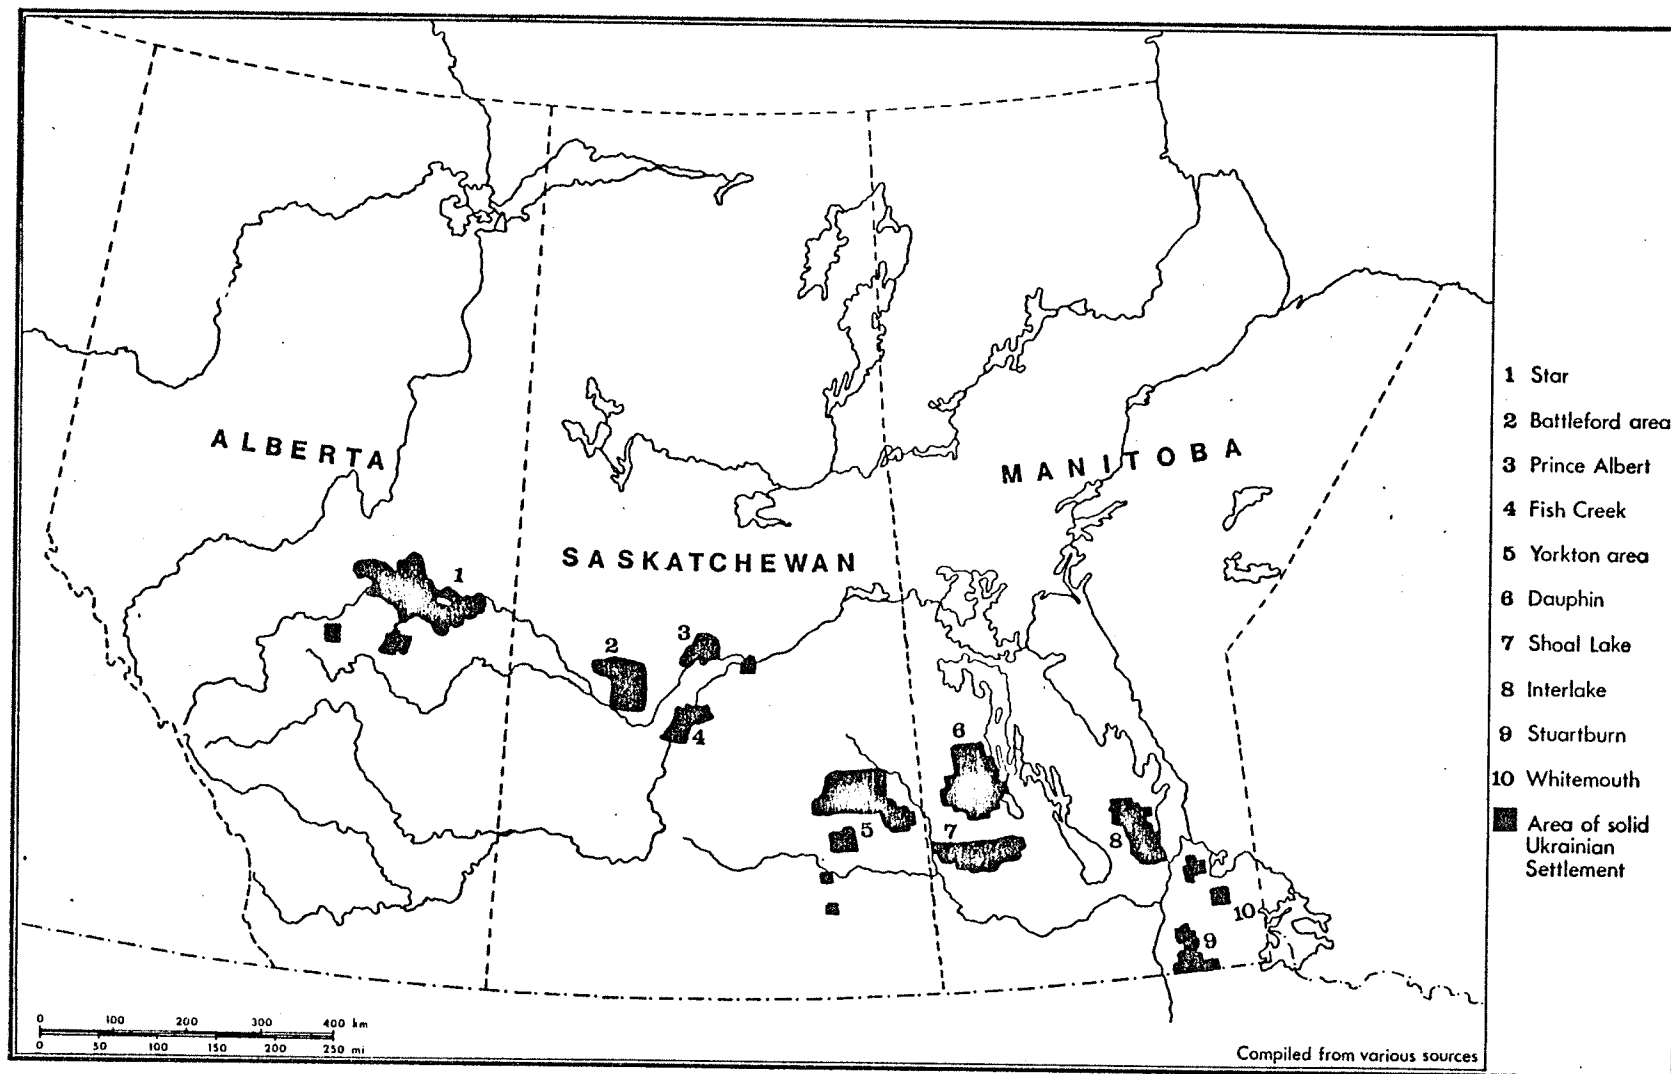 ALBERTA
SASKATCHEWAN
MANITOBA
1
2
3
4
5
6
7
8
9
10
1 Star
2 Battleford area
3 Prince Albert
4 Fish Creek
5 Yorkton area
6 Dauphin
7 Shoal Lake
8 Interlake
9 Stuartburn
10 Whitemouth
Area of solid
Ukrainian
Settlement
0 100 200 300 400 km
0 50 100 150 200 250 mi
Compiled from various sources